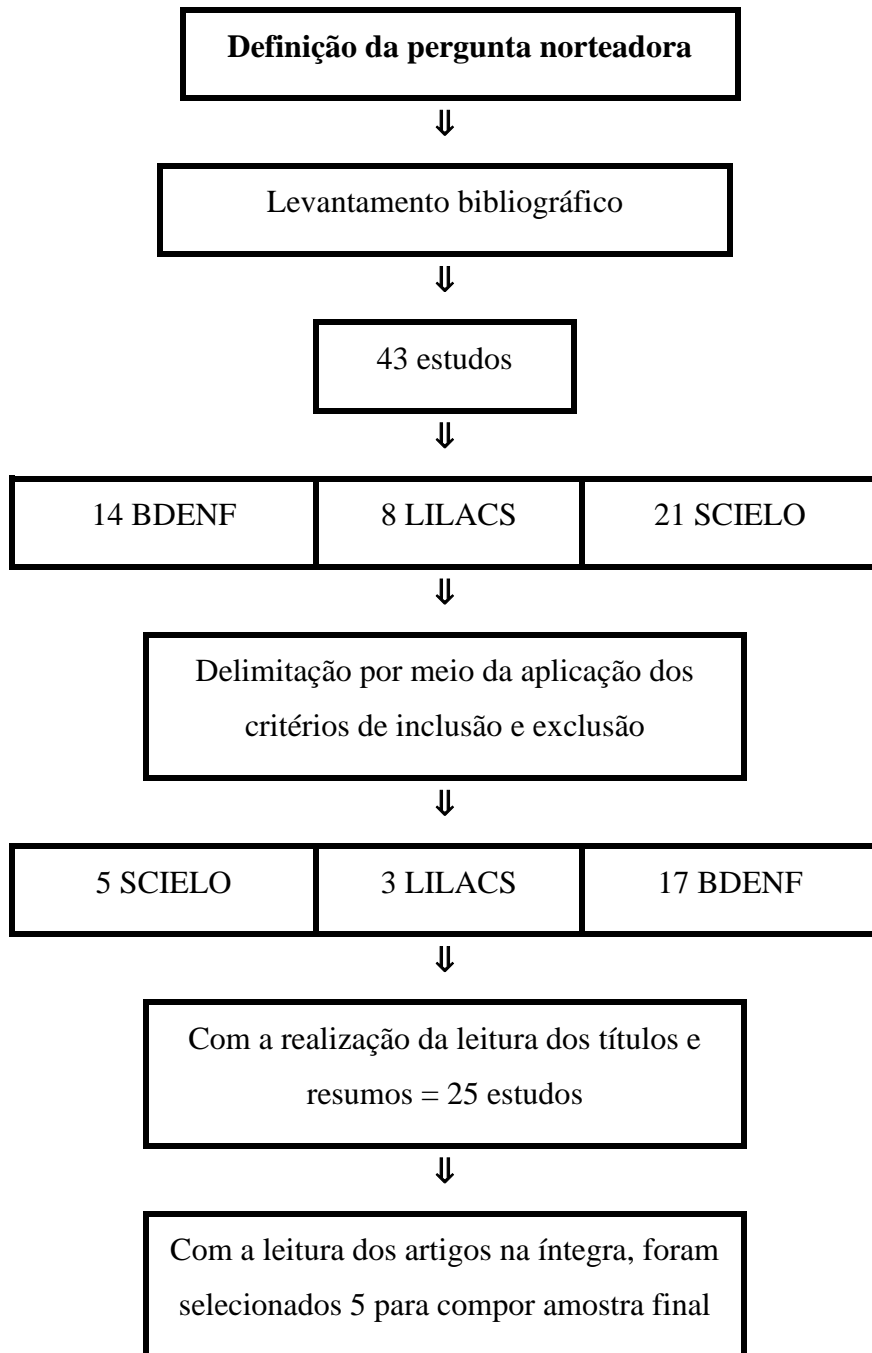 Definição da pergunta norteadora
⇓
Levantamento bibliográfico
⇓
43 estudos
⇓
14 BDENF 8 LILACS 21 SCIELO
⇓
Delimitação por meio da aplicação dos
critérios de inclusão e exclusão
⇓
5 SCIELO 3 LILACS 17 BDENF
⇓
Com a realização da leitura dos títulos e
resumos = 25 estudos
⇓
Com a leitura dos artigos na íntegra, foram
selecionados 5 para compor amostra final